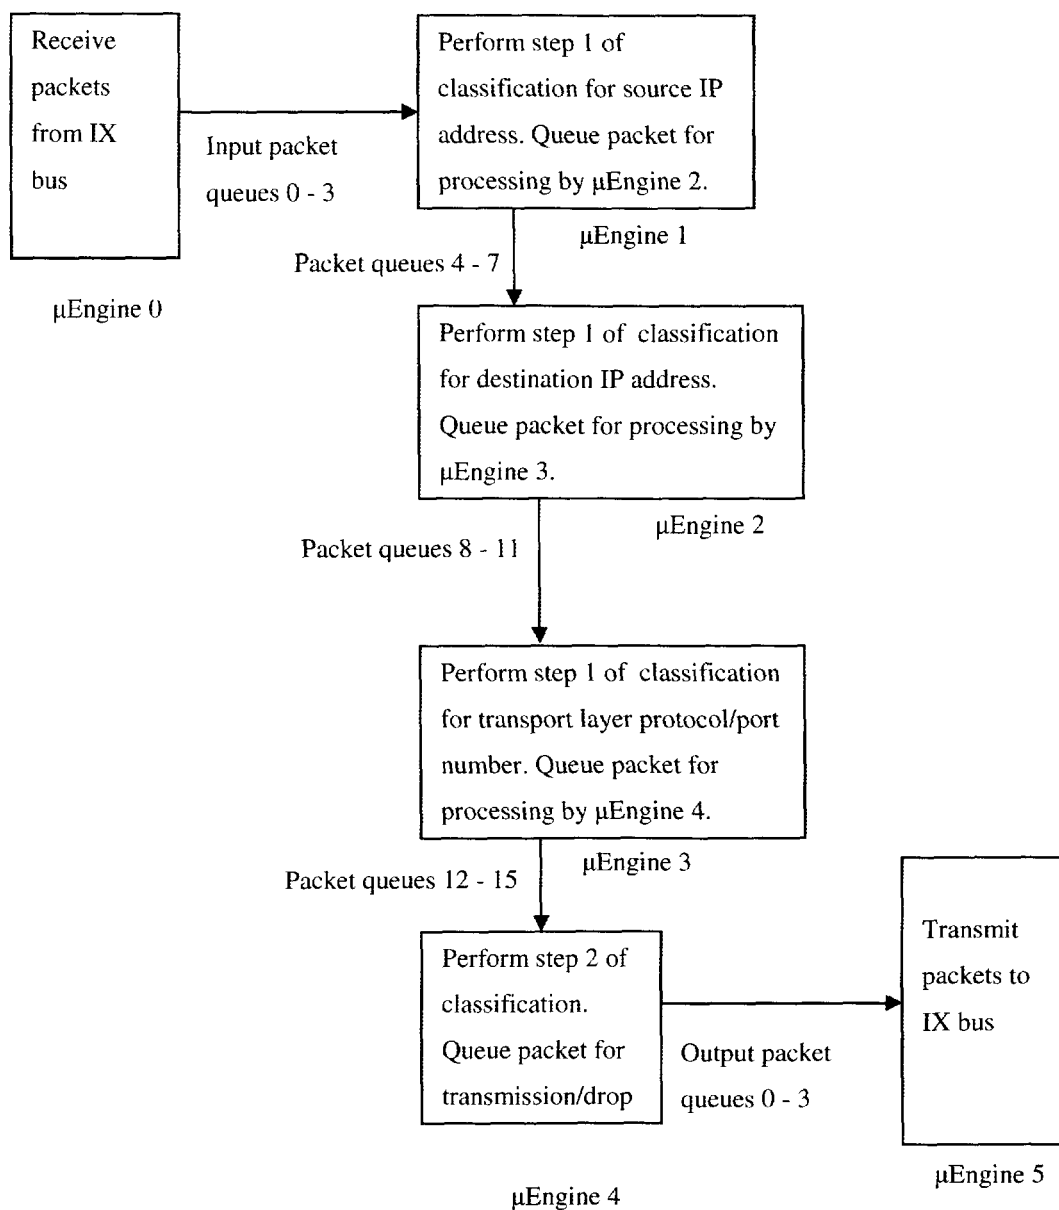 Receive
packets
from IX
bus
μEngine 0
Input packet
queues 0 - 3
Perform step 1 of
classification for source IP
address. Queue packet for
processing by μEngine 2.
μEngine 1
Packet queues 4 - 7
Perform step 1 of classification
for destination IP address.
Queue packet for processing by
μEngine 3.
μEngine 2
Packet queues 8 - 11
Perform step 1 of classification
for transport layer protocol/port
number. Queue packet for
processing by μEngine 4.
μEngine 3
Packet queues 12 - 15
Perform step 2 of
classification.
Queue packet for
transmission/drop
μEngine 4
Output packet
queues 0 - 3
Transmit
packets to
IX bus
μEngine 5